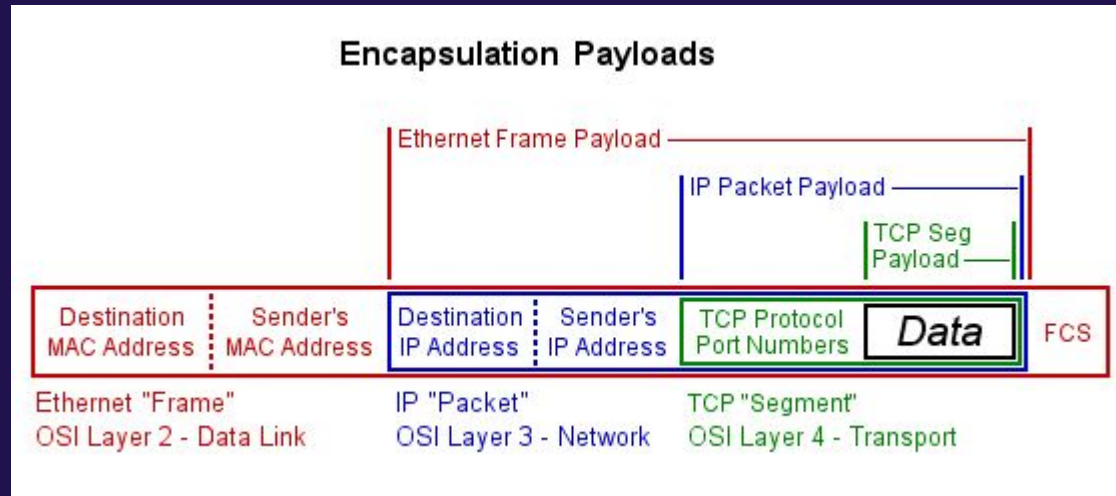 Encapsulation Payloads
Ethernet Frame Payload
IP Packet Payload
TCP Seg
Payload
Destination
MAC Address
Sender's
MAC Address
Destination
IP Address
Sender's
IP Address
TCP Protocol
Port Numbers
Data
FCS
Ethernet "Frame"
OSI Layer 2 - Data Link
IP "Packet"
OSI Layer 3 - Network
TCP "Segment"
OSI Layer 4 - Transport